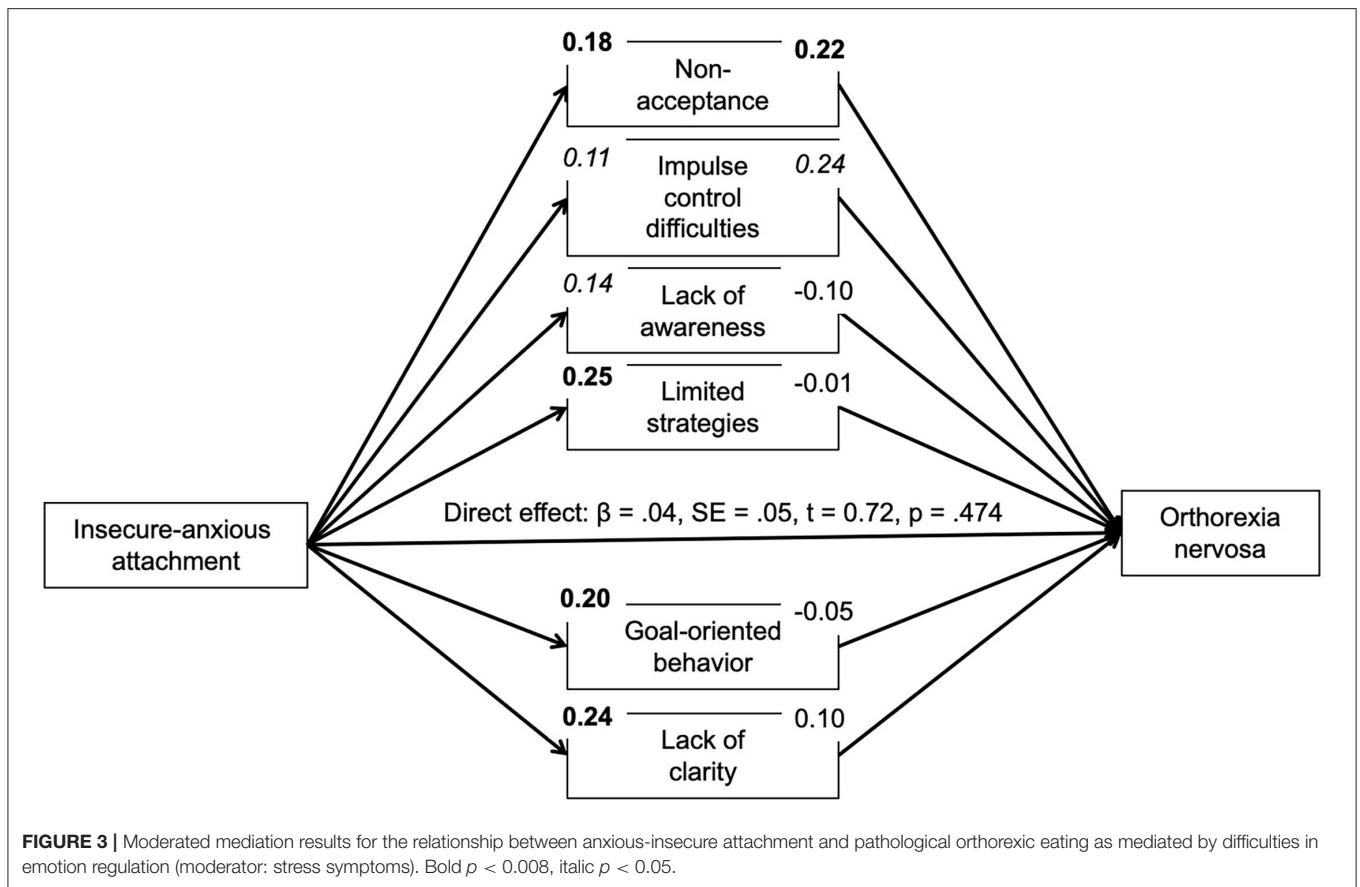 0.18
0.22
Non-
acceptance
0.11
0.24
Impulse
control
difficulties
0.14
-0.10
Lack of
awareness
0.25
-0.01
Limited
strategies
Direct effect: β = .04, SE = .05, t = 0.72, p = .474
Insecure-anxious
attachment
Orthorexia
nervosa
0.20
-0.05
Goal-oriented
behavior
0.24
0.10
Lack of
clarity
FIGURE 3 | Moderated mediation results for the relationship between anxious-insecure attachment and pathological orthorexic eating as mediated by difficulties in
emotion regulation (moderator: stress symptoms). Bold p < 0.008, italic p < 0.05.